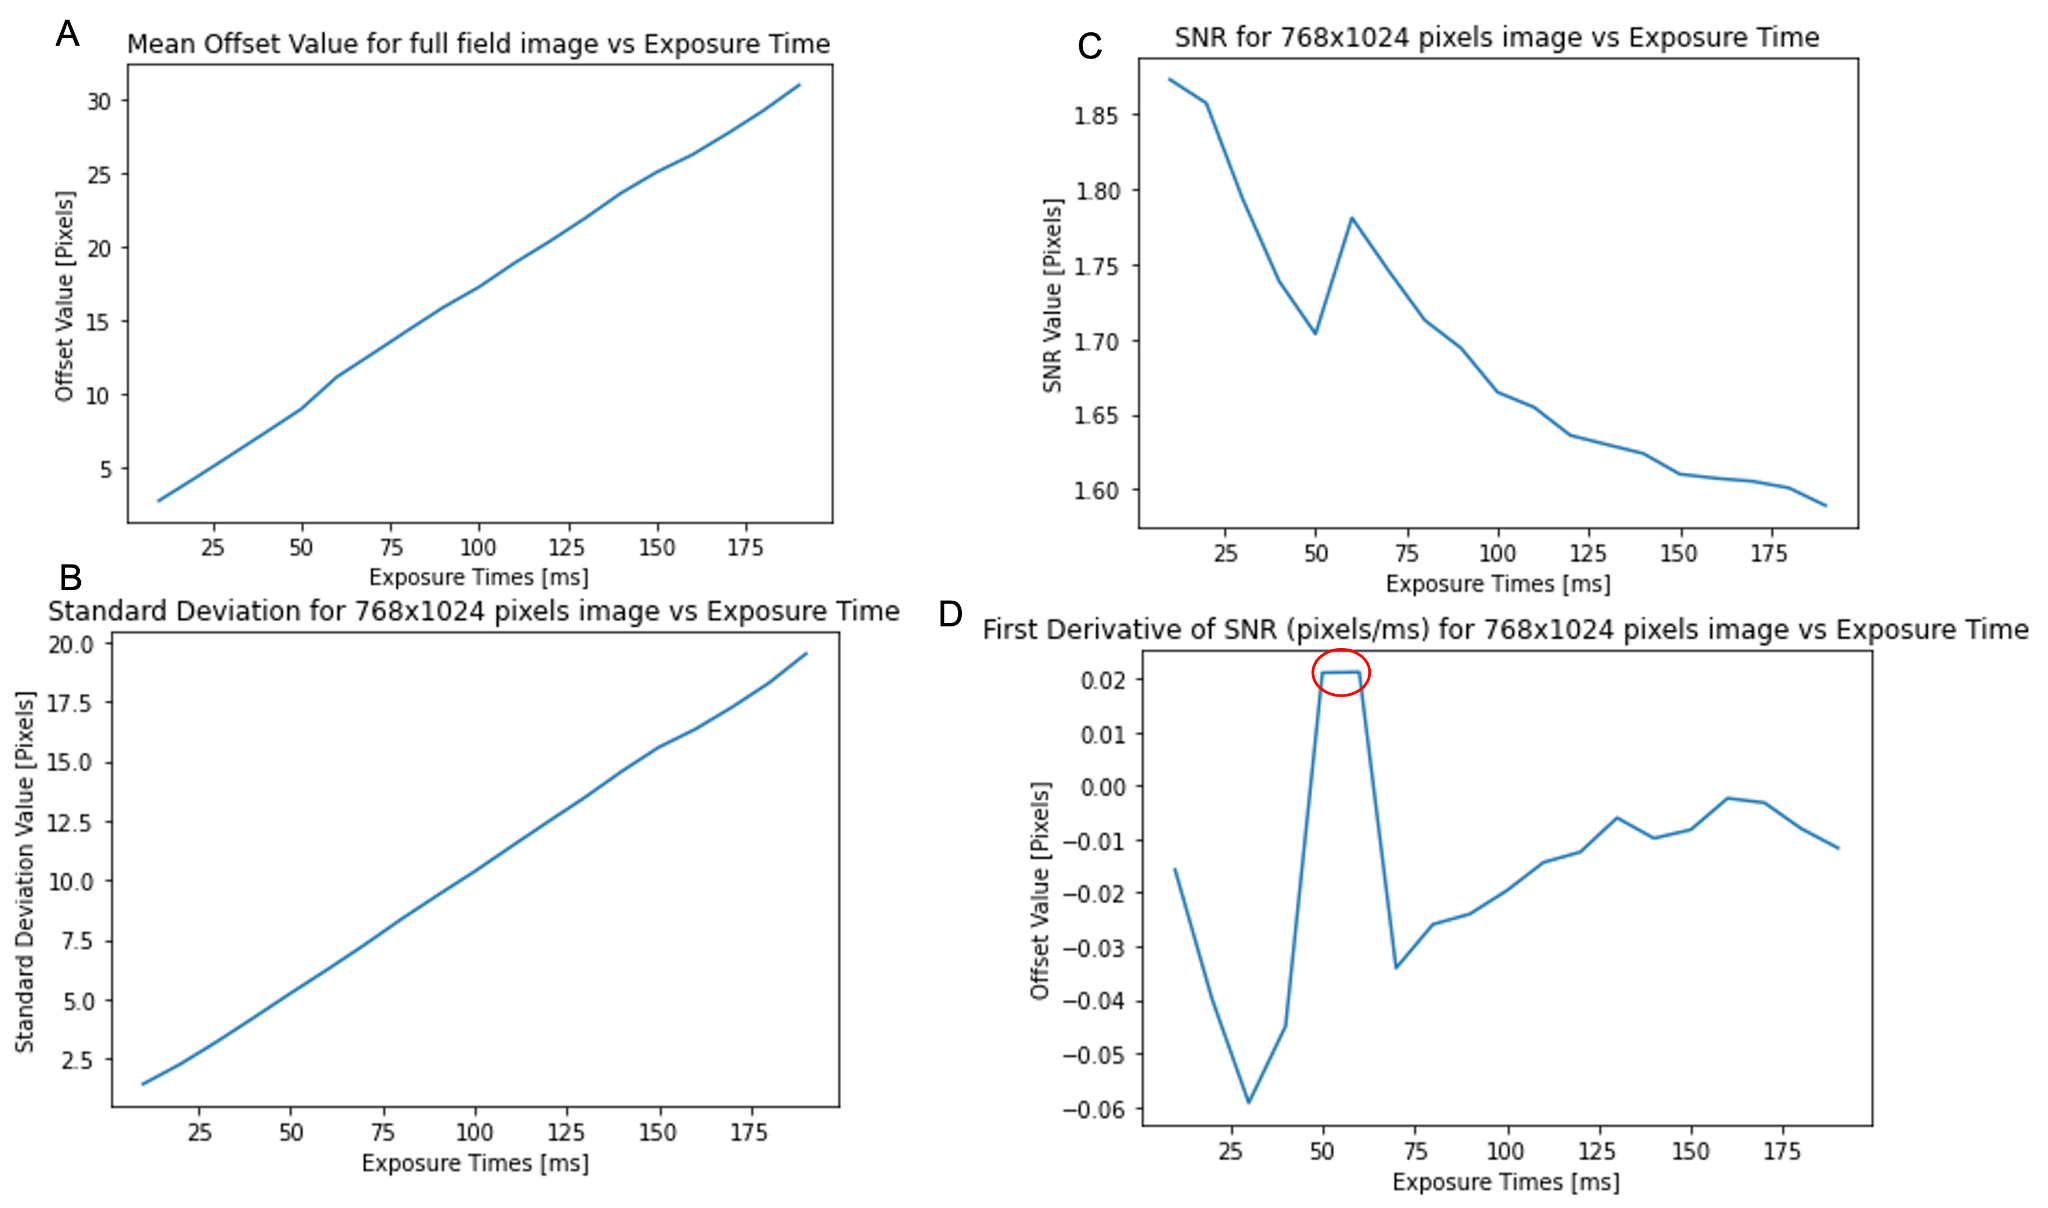 A
Mean Offset Value for full field image vs Exposure Time
Offset Value [Pixels]
30
25
20
15
10
5
25 50 75 100 125 150 175
Exposure Times [ms]
B
Standard Deviation for 768x1024 pixels image vs Exposure Time
Standard Deviation Value [Pixels]
20.0
17.5
15.0
12.5
10.0
7.5
5.0
2.5
25 50 75 100 125 150 175
Exposure Times [ms]
C
SNR for 768x1024 pixels image vs Exposure Time
SNR Value [Pixels]
1.85
1.80
1.75
1.70
1.65
1.60
25 50 75 100 125 150 175
Exposure Times [ms]
D
First Derivative of SNR (pixels/ms) for 768x1024 pixels image vs Exposure Time
Offset Value [Pixels]
0.02
0.01
0.00
−0.01
−0.02
−0.03
−0.04
−0.05
−0.06
25 50 75 100 125 150 175
Exposure Times [ms]